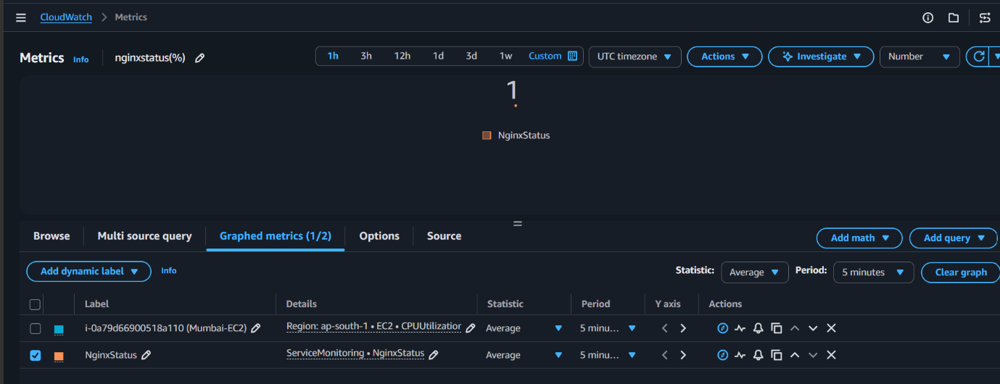 CloudWatch > Metrics
Metrics Info nginxstatus(%) 1h 3h 12h 1d 3d 1w Custom UTC timezone Actions Investigate Number
1
NginxStatus
Browse Multi source query Graphed metrics (1/2) Options Source Add math Add query
Add dynamic label Info Statistic: Average Period: 5 minutes Clear graph
Label Details Statistic Period Y axis Actions
i-0a79d66900518a110 (Mumbai-EC2) Region: ap-south-1 • EC2 • CPUUtilizatior Average 5 minu...
NginxStatus ServiceMonitoring • NginxStatus Average 5 minu...